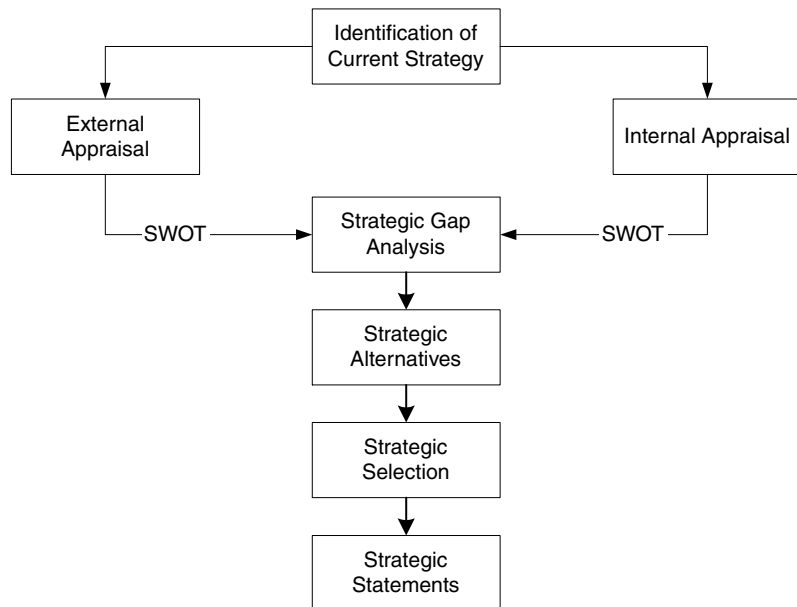 Identification of
Current Strategy
External
Appraisal
Internal Appraisal
SWOT
Strategic Gap
Analysis
SWOT
Strategic
Alternatives
Strategic
Selection
Strategic
Statements